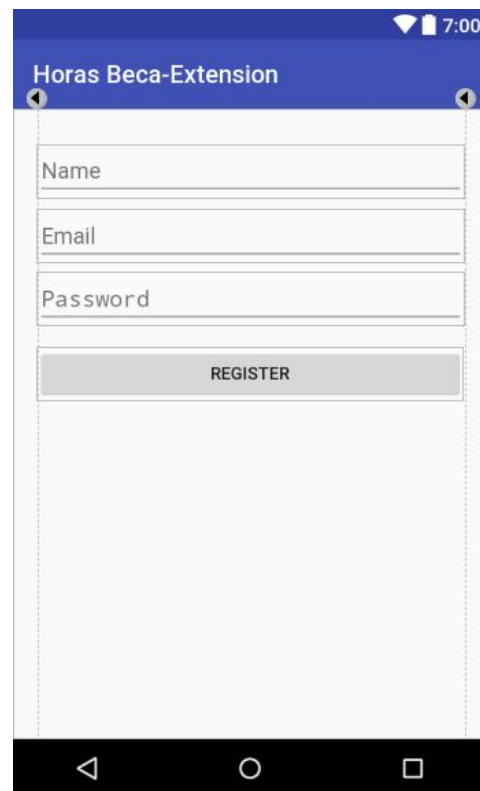 7:00
Horas Beca-Extension
Name
Email
Password
REGISTER